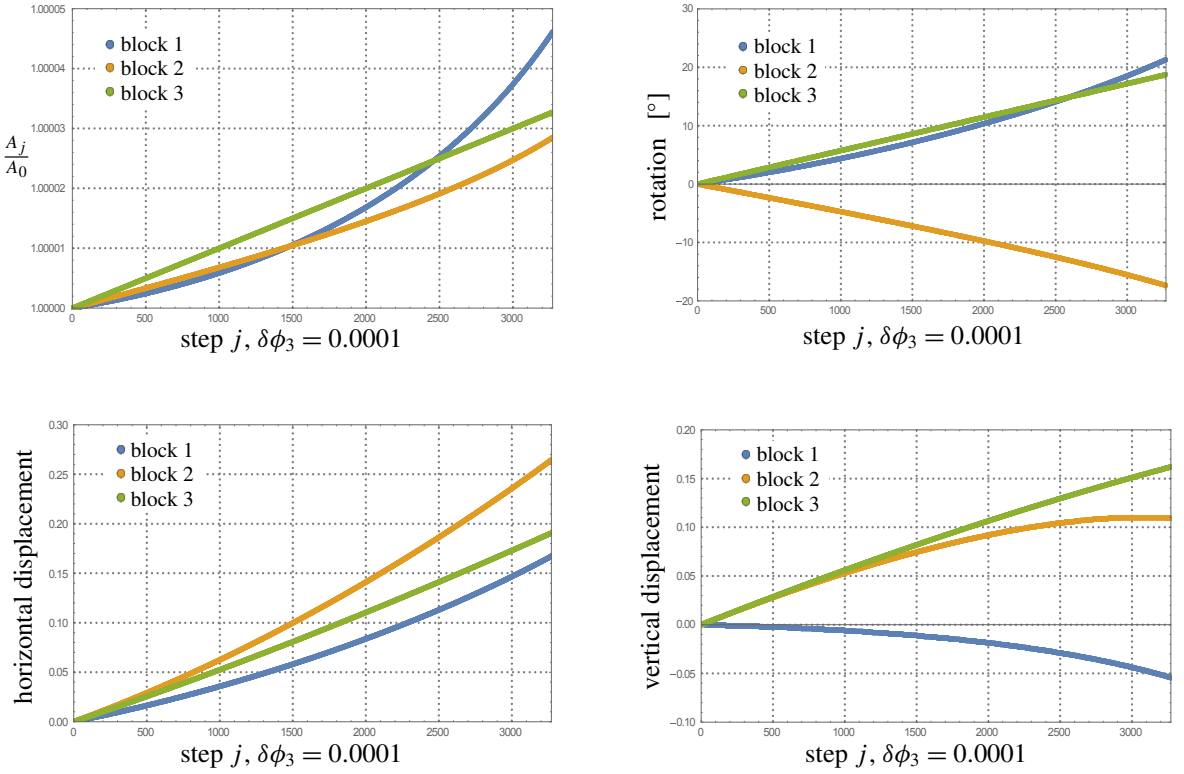 1.00005
1.00004
1.00003
1.00002
1.00001
1.00000
A_j
A_0
block 1
block 2
block 3
0
500
1000
1500
2000
2500
3000
step j, δϕ₃ = 0.0001
30
20
10
0
−10
−20
rotation [°]
block 1
block 2
block 3
0
500
1000
1500
2000
2500
3000
step j, δϕ₃ = 0.0001
0.30
0.25
0.20
0.15
0.10
0.05
0.00
horizontal displacement
block 1
block 2
block 3
0
500
1000
1500
2000
2500
3000
step j, δϕ₃ = 0.0001
0.20
0.15
0.10
0.05
0.00
−0.05
−0.10
vertical displacement
block 1
block 2
block 3
0
500
1000
1500
2000
2500
3000
step j, δϕ₃ = 0.0001